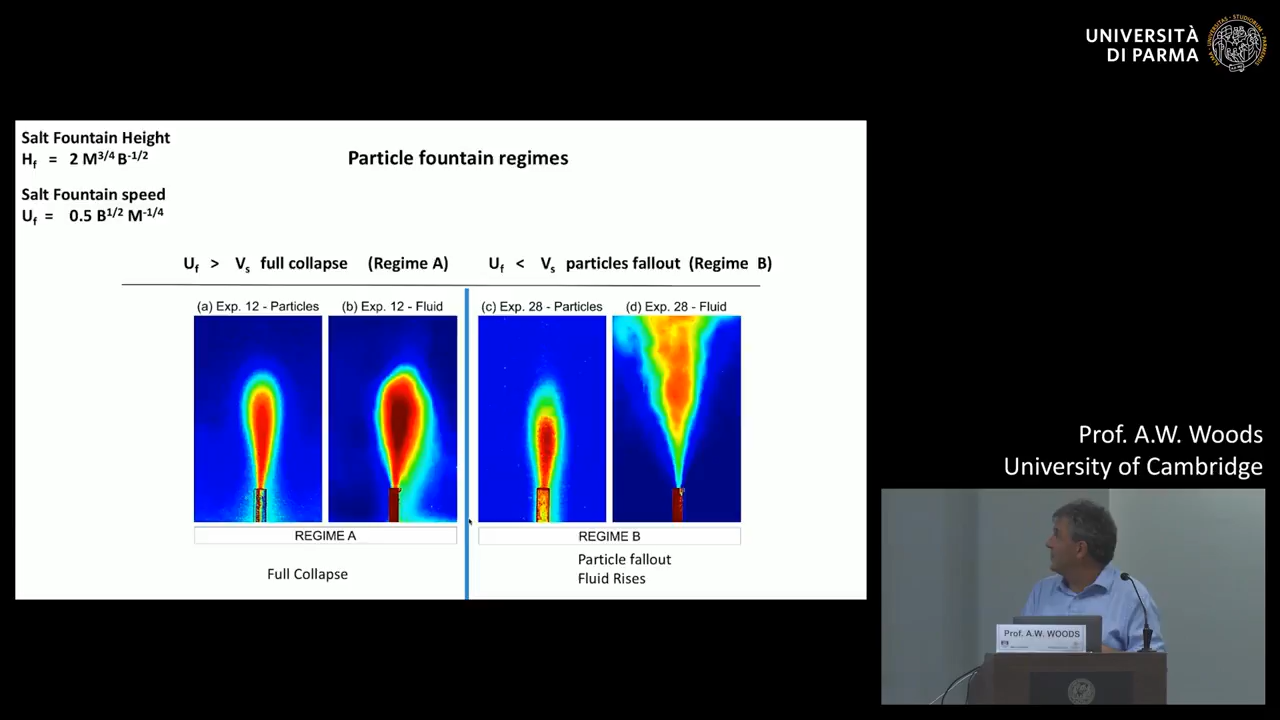 UNIVERSITÀ
DI PARMA
Salt Fountain Height
Hf = 2 M3/4 B-1/2
Particle fountain regimes
Salt Fountain speed
Uf = 0.5 B1/2 M-1/4
Uf > Vs full collapse (Regime A)
Uf < Vs particles fallout (Regime B)
(a) Exp. 12 - Particles
(b) Exp. 12 - Fluid
(c) Exp. 28 - Particles
(d) Exp. 28 - Fluid
REGIME A
REGIME B
Full Collapse
Particle fallout
Fluid Rises
Prof. A.W. Woods
University of Cambridge
Prof. A.W. WOODS